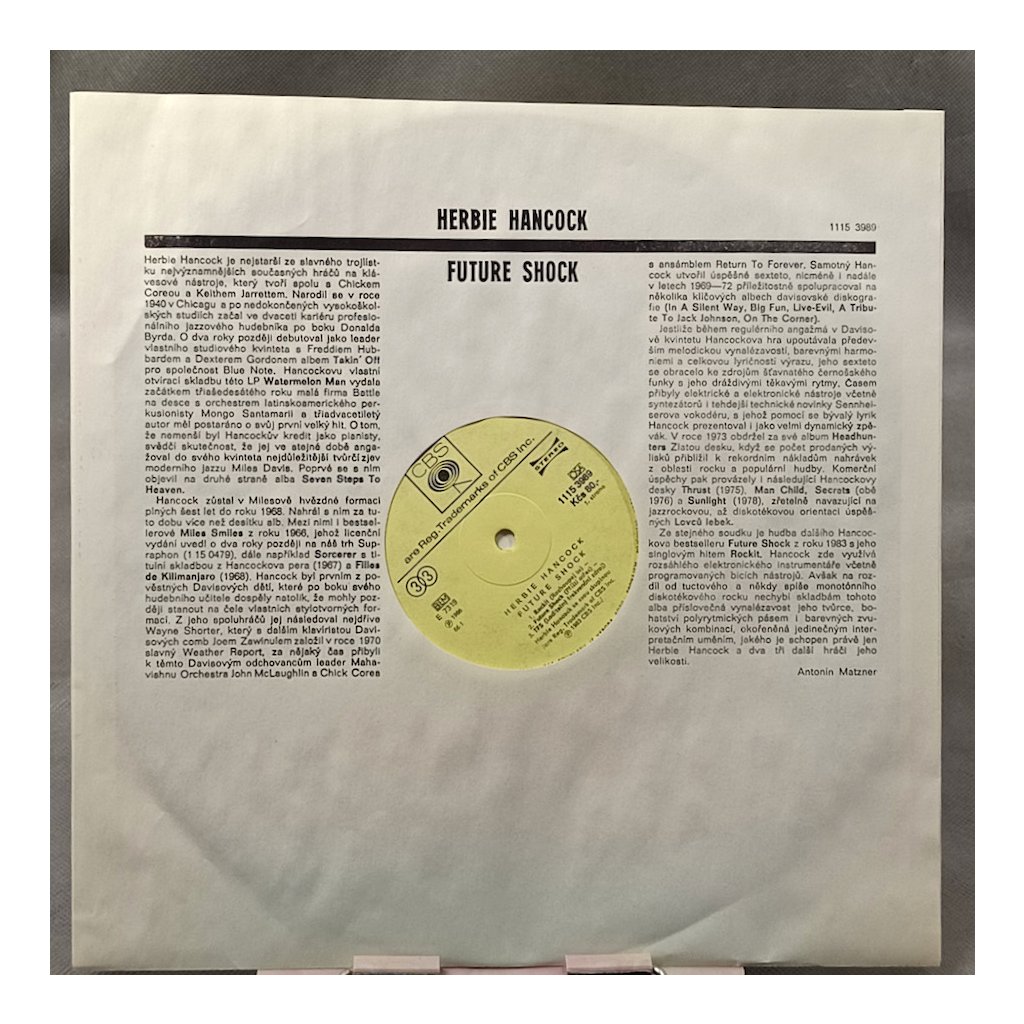 HERBIE HANCOCK
1115 3989
FUTURE SHOCK
Herbie Hancock je nejstarší ze slavného trojlíst-
ku nejvýznamnějších současných hráčů na klá-
vesové nástroje, který tvoří spolu s Chickem
Coreou a Keithem Jarrettem. Narodil se v roce
1940 v Chicagu a po nedokončených vysokoškol-
ských studiích začal ve dvaceti kariéru profesio-
nálního jazzového hudebníka po boku Donalda
Byrda. O dva roky později debutoval jako leader
vlastního studiového kvinteta s Freddiem Hub-
bardem a Dexterem Gordonem albem Takin' Off
pro společnost Blue Note. Hancockovu vlastní
otvírací skladbu této LP Watermelon Man vydala
začátkem třiašedesátého roku malá firma Battle
na desce s orchestrem latinskoamerického per-
kusionisty Mongo Santamarii a třiadvacetiletý
autor měl postaráno o svůj první velký hit. O tom,
že nemenší byl Hancockův kredit jako pianisty,
svědčí skutečnost, že jej ve stejné době anga-
žoval do svého kvinteta nejdůležitější tvůrčí zjev
moderního jazzu Miles Davis. Poprvé se s ním
objevil na druhé straně alba Seven Steps To
Heaven.
Hancock zůstal v Milesově hvězdné formaci
plných šest let do roku 1968. Nahrál s ním za tu-
to dobu více než desítku alb. Mezi nimi i bestsel-
lerové Miles Smiles z roku 1966, jehož licenční
vydání uvedl o dva roky později na náš trh Sup-
raphon (1 15 0479), dále například Sorcerer s ti-
tulní skladbou z Hancockova pera (1967) a Filles
de Kilimanjaro (1968). Hancock byl prvním z po-
věstných Davisových dětí, které po boku svého
hudebního učitele dospěly natolik, že mohly poz-
ději stanout na čele vlastních stylotvorných for-
mací. Z jeho spoluhráčů jej následoval nejdříve
Wayne Shorter, který s dalším klavíristou Davi-
sových comb Joem Zawinulem založil v roce 1970
slavný Weather Report, za nějaký čas přibyli
k těmto Davisovým odchovancům leader Maha-
vishnu Orchestra John McLaughlin a Chick Corea
s ansámblem Return To Forever. Samotný Han-
cock utvořil úspěšné sexteto, nicméně i nadále
v letech 1969—72 příležitostně spolupracoval na
několika klíčových albech davisovské diskogra-
fie (In A Silent Way, Big Fun, Live-Evil, A Tribu-
te To Jack Johnson, On The Corner).
Jestliže během regulérního angažmá v Daviso-
vě kvintetu Hancockova hra upoutávala předev-
ším melodickou vynalézavostí, barevnými harmo-
niemi a celkovou lyričností výrazu, jeho sexteto
se obracelo ke zdrojům šťavnatého černošského
funky s jeho dráždivými těkavými rytmy. Časem
přibyly elektrické a elektronické nástroje včetně
syntezátorů i tehdejší technické novinky Sennhei-
serova vokodéru, s jehož pomocí se bývalý lyrik
Hancock prezentoval i jako velmi dynamický zpě-
vák. V roce 1973 obdržel za své album Headhun-
ters Zlatou desku, když se počet prodaných vý-
lisků přiblížil k rekordním nákladům nahrávek
z oblasti rocku a populární hudby. Komerční
úspěchy pak provázely i následující Hancockovy
desky Thrust (1975), Man Child, Secrets (obě
1976) a Sunlight (1978), zřetelně navazující na
jazzrockovou, až diskotékovou orientaci úspěš-
ných Lovců lebek.
Ze stejného soudku je hudba dalšího Hancoc-
kova bestselleru Future Shock z roku 1983 s jeho
singlovým hitem Rockit. Hancock zde využívá
rozsáhlého elektronického instrumentáře včetně
programovaných bicích nástrojů. Avšak na roz-
díl od tuctového a někdy spíše monotónního
diskotékového rocku nechybí skladbám tohoto
alba příslovečná vynalézavost jeho tvůrce, bo-
hatství polyrytmických pásem i barevných zvu-
kových kombinací, okořeněná jedinečným inter-
pretačním uměním, jakého je schopen právě jen
Herbie Hancock a dva tři další hráči jeho
velikosti.
Antonín Matzner
CBS
are Reg. Trademarks of CBS Inc.
STEREO
1115 3989
Kčs 80,-
1. strana
33
E 7319
℗ 1986
HERBIE HANCOCK
FUTURE SHOCK